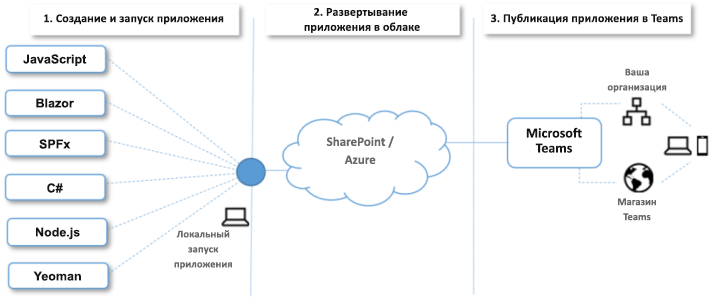 1. Создание и запуск приложения
2. Развертывание
приложения в облаке
3. Публикация приложения в Teams
JavaScript
Blazor
SPFx
C#
Node.js
Yeoman
Локальный
запуск
приложения
SharePoint /
Azure
Microsoft
Teams
Ваша
организация
Магазин
Teams